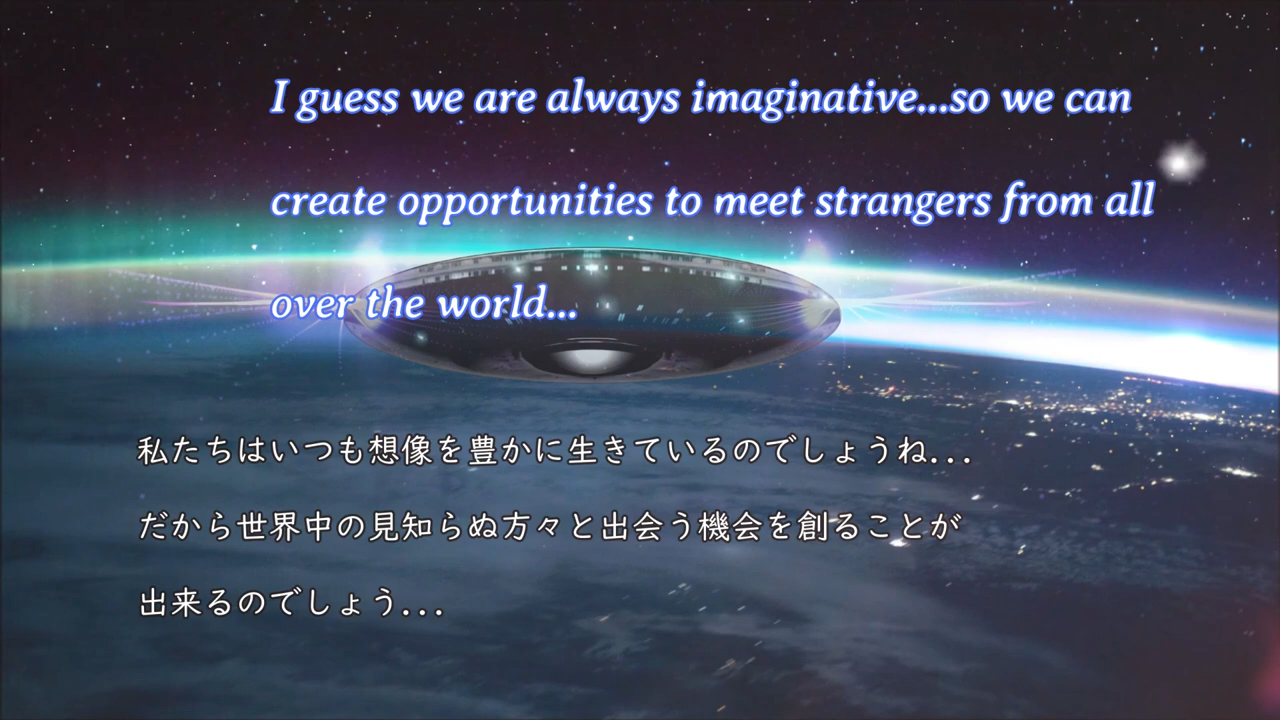 I guess we are always imaginative...so we can
create opportunities to meet strangers from all
over the world...
私たちはいつも想像を豊かに生きているのでしょうね...
だから世界中の見知らぬ方々と出会う機会を創ることが
出来るのでしょう...